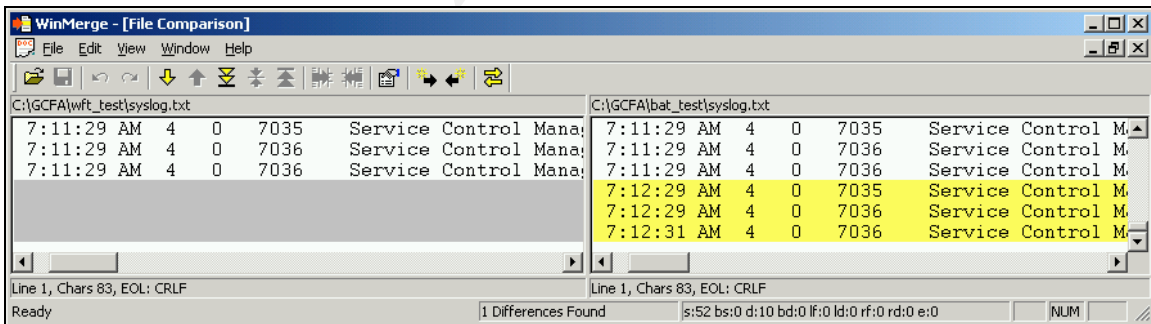 WinMerge - [File Comparison]
File Edit View Window Help
C:\GCFA\wft_test\syslog.txt
7:11:29 AM 4 0 7035 Service Control Mana
7:11:29 AM 4 0 7036 Service Control Mana
7:11:29 AM 4 0 7036 Service Control Mana
C:\GCFA\bat_test\syslog.txt
7:11:29 AM 4 0 7035 Service Control M
7:11:29 AM 4 0 7036 Service Control M
7:11:29 AM 4 0 7036 Service Control M
7:12:29 AM 4 0 7035 Service Control M
7:12:29 AM 4 0 7036 Service Control M
7:12:31 AM 4 0 7036 Service Control M
Line 1, Chars 83, EOL: CRLF
Line 1, Chars 83, EOL: CRLF
Ready 1 Differences Found s:52 bs:0 d:10 bd:0 lf:0 ld:0 rf:0 rd:0 e:0 NUM